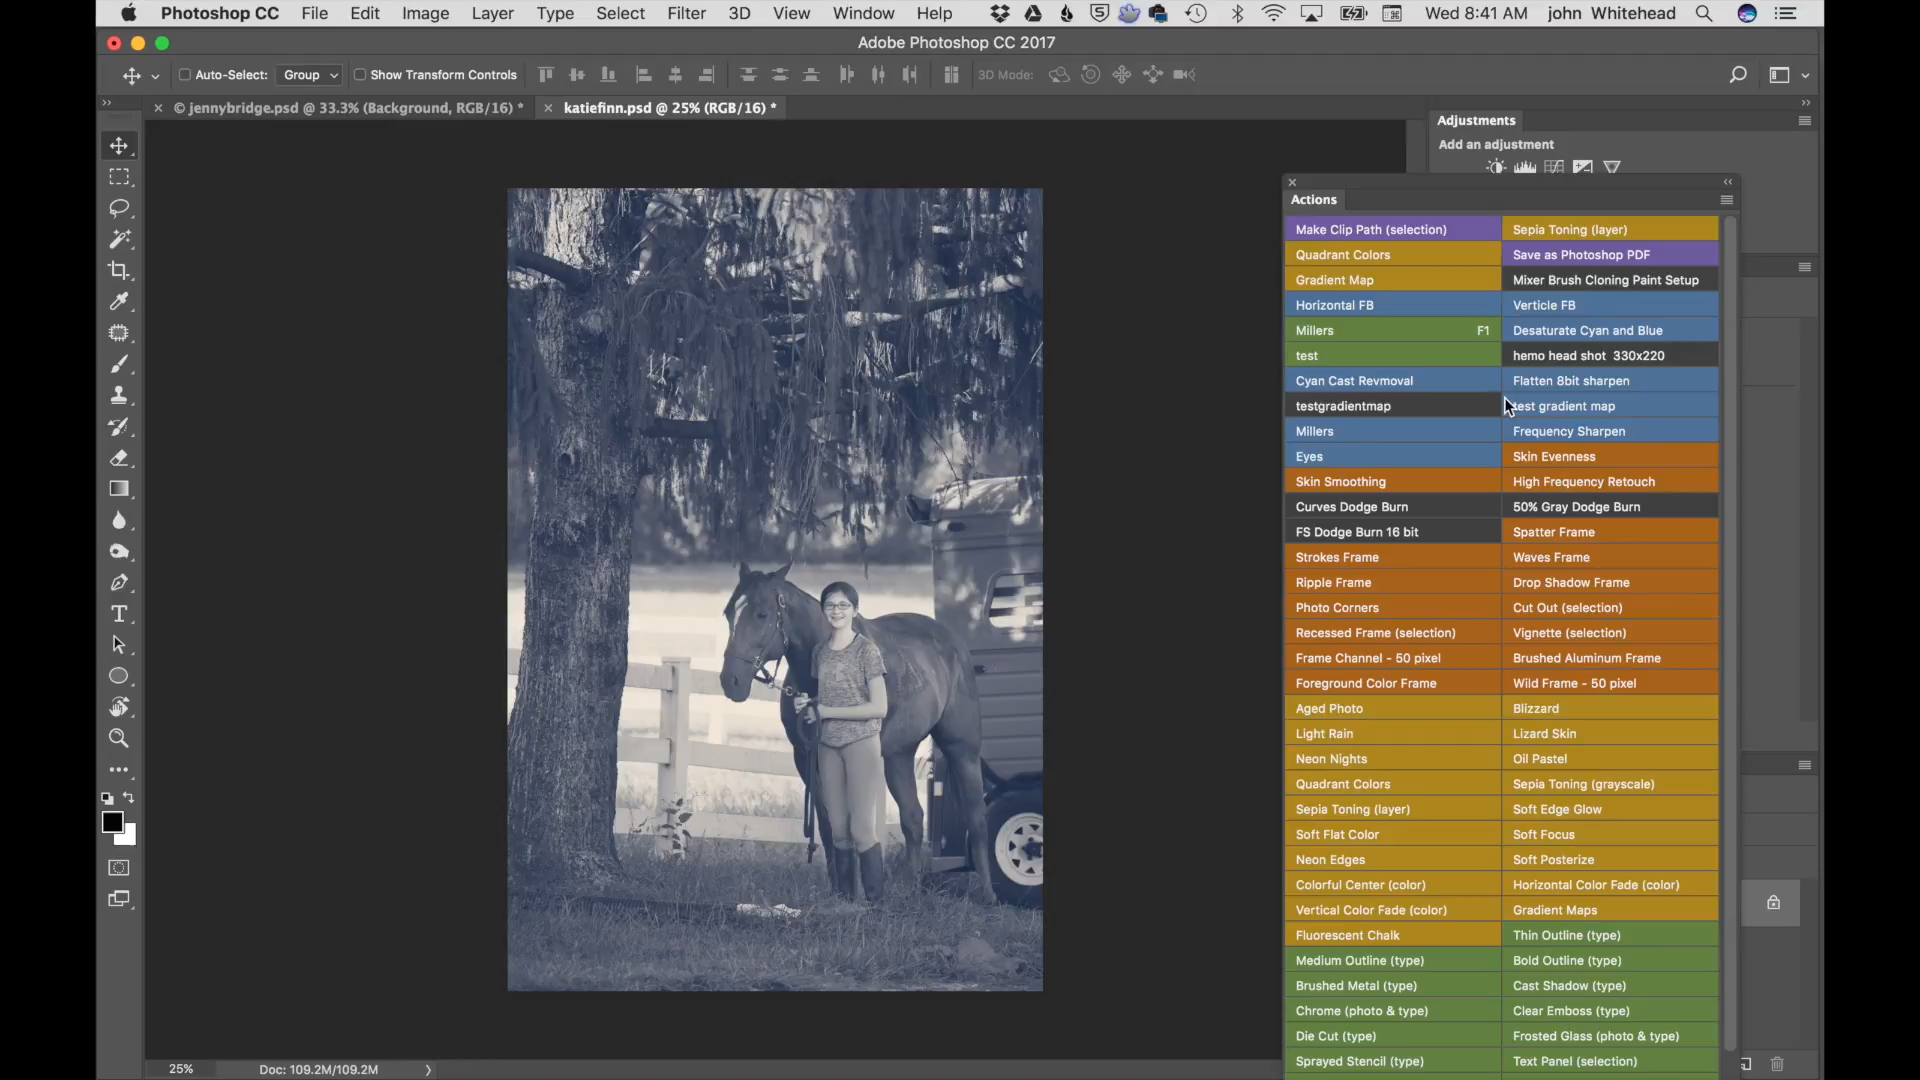 Photoshop CC File Edit Image Layer Type Select Filter 3D View Window Help Wed 8:41 AM john Whitehead
Adobe Photoshop CC 2017
Auto-Select: Group Show Transform Controls 3D Mode:
© jennybridge.psd @ 33.3% (Background, RGB/16) * katiefinn.psd @ 25% (RGB/16) *
Adjustments
Add an adjustment
Actions
Make Clip Path (selection) Sepia Toning (layer)
Quadrant Colors Save as Photoshop PDF
Gradient Map Mixer Brush Cloning Paint Setup
Horizontal FB Verticle FB
Millers F1 Desaturate Cyan and Blue
test hemo head shot 330x220
Cyan Cast Revmoval Flatten 8bit sharpen
testgradientmap test gradient map
Millers Frequency Sharpen
Eyes Skin Evenness
Skin Smoothing High Frequency Retouch
Curves Dodge Burn 50% Gray Dodge Burn
FS Dodge Burn 16 bit Spatter Frame
Strokes Frame Waves Frame
Ripple Frame Drop Shadow Frame
Photo Corners Cut Out (selection)
Recessed Frame (selection) Vignette (selection)
Frame Channel - 50 pixel Brushed Aluminum Frame
Foreground Color Frame Wild Frame - 50 pixel
Aged Photo Blizzard
Light Rain Lizard Skin
Neon Nights Oil Pastel
Quadrant Colors Sepia Toning (grayscale)
Sepia Toning (layer) Soft Edge Glow
Soft Flat Color Soft Focus
Neon Edges Soft Posterize
Colorful Center (color) Horizontal Color Fade (color)
Vertical Color Fade (color) Gradient Maps
Fluorescent Chalk Thin Outline (type)
Medium Outline (type) Bold Outline (type)
Brushed Metal (type) Cast Shadow (type)
Chrome (photo & type) Clear Emboss (type)
Die Cut (type) Frosted Glass (photo & type)
Sprayed Stencil (type) Text Panel (selection)
25% Doc: 109.2M/109.2M